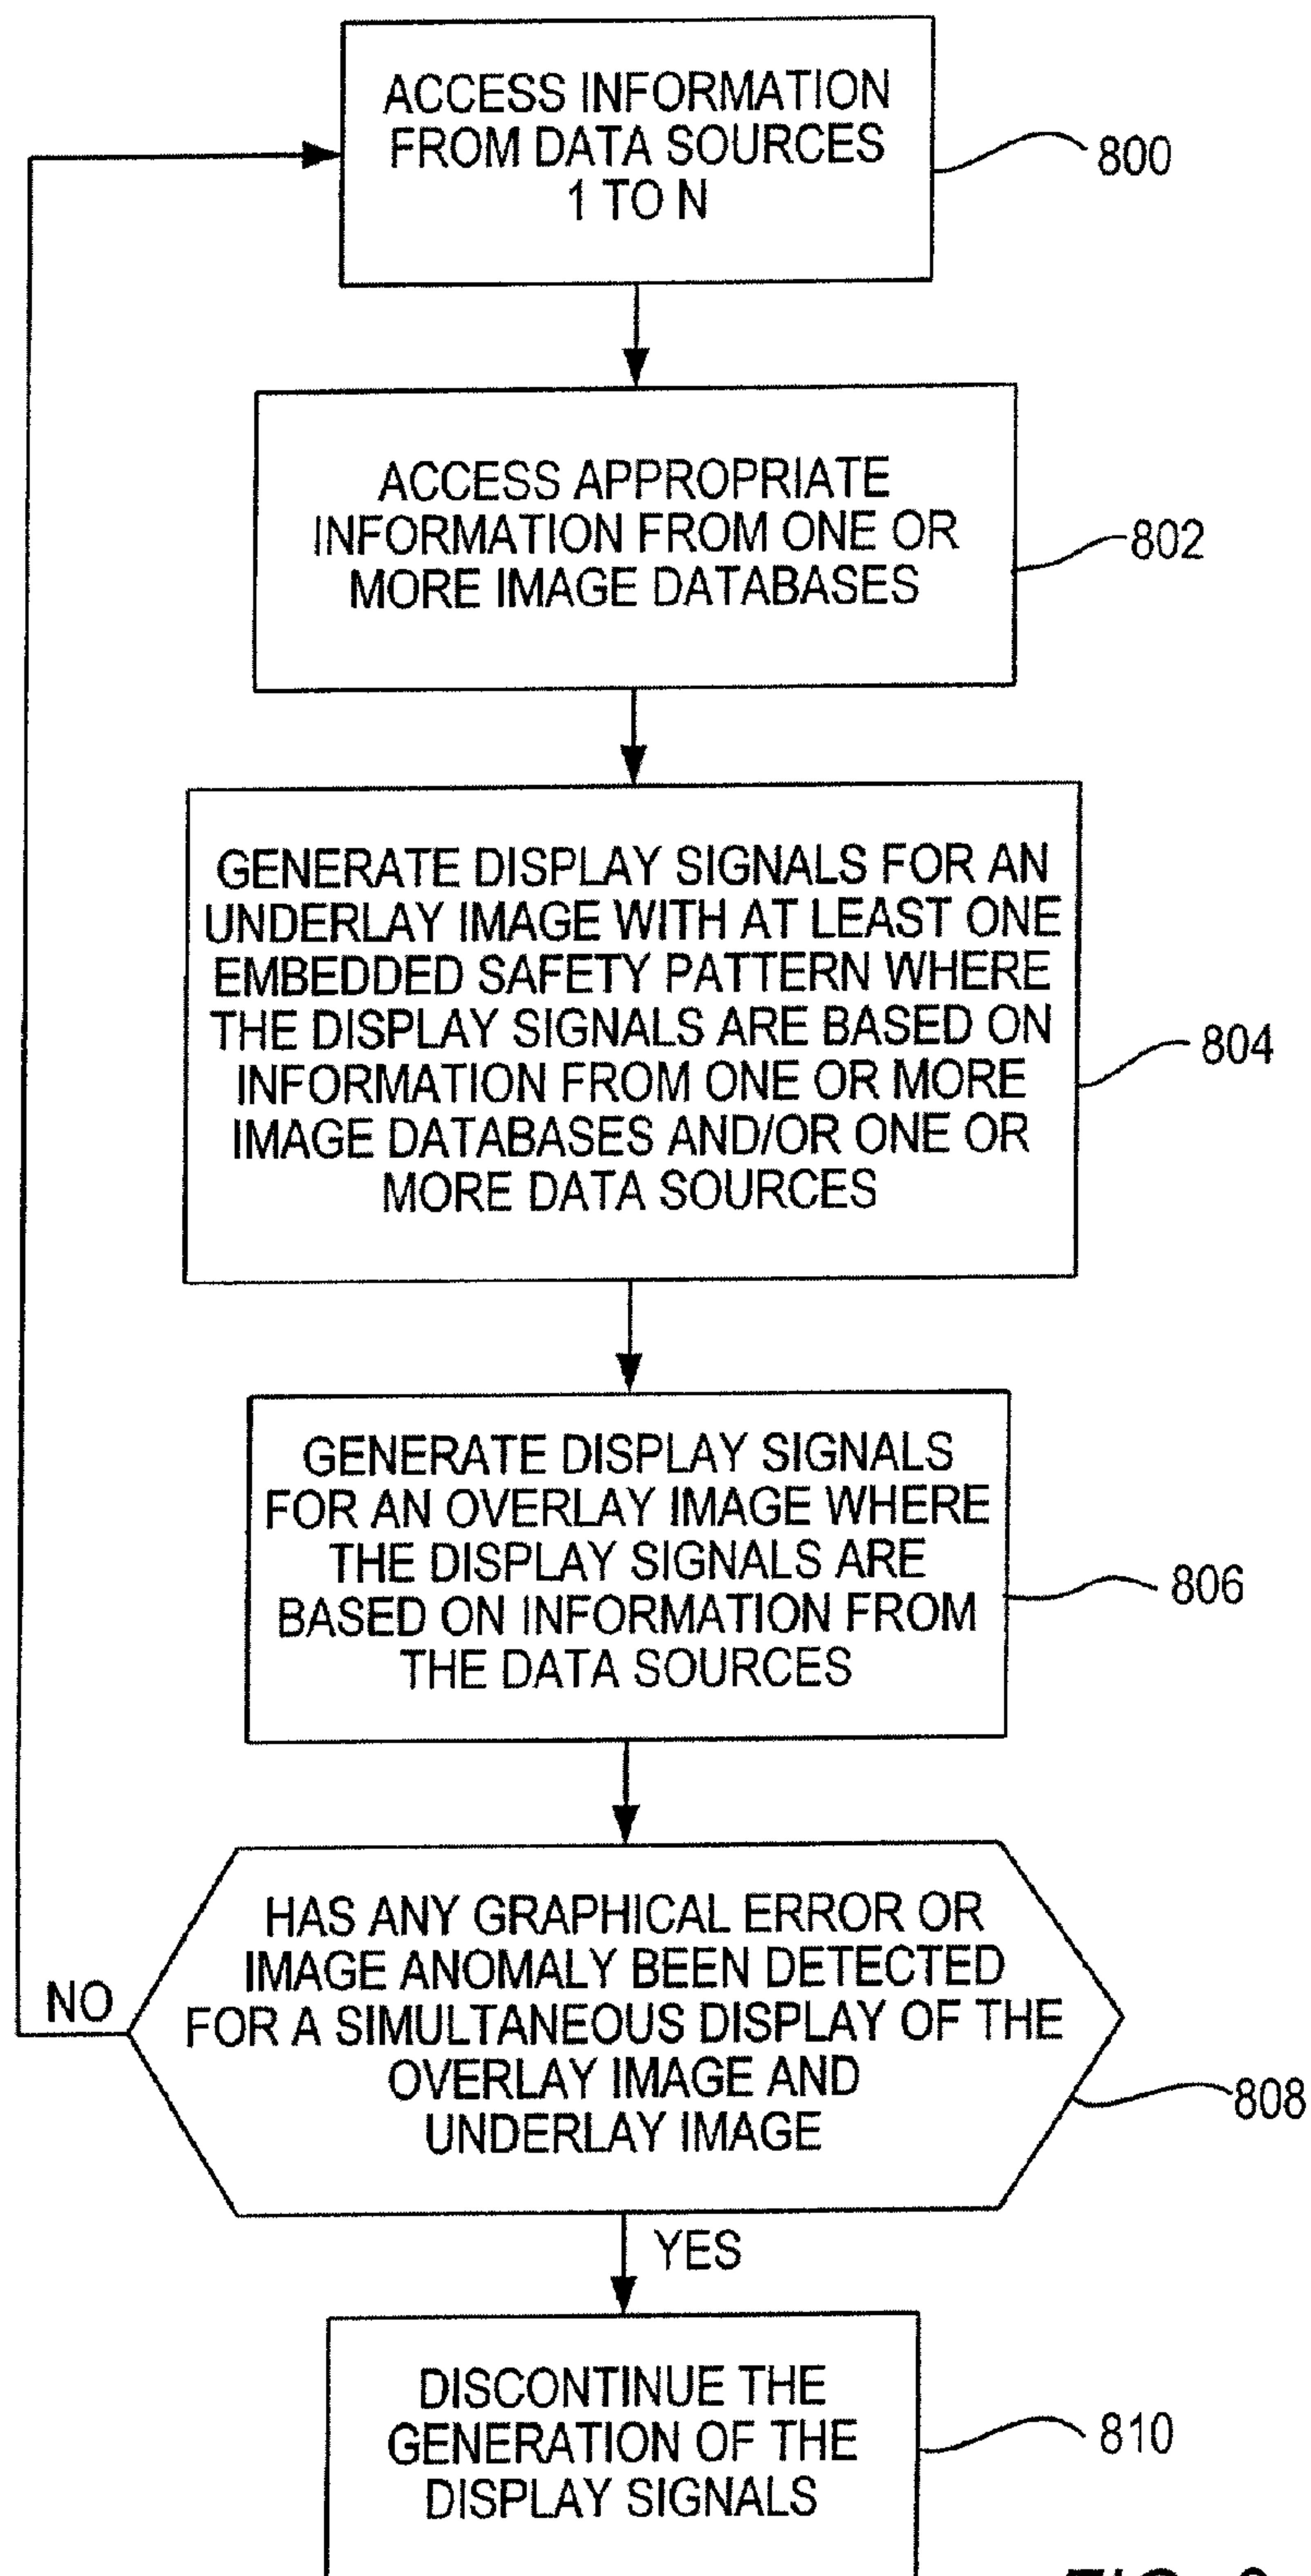 ACCESS INFORMATION
FROM DATA SOURCES
1 TO N
800
ACCESS APPROPRIATE
INFORMATION FROM ONE OR
MORE IMAGE DATABASES
802
GENERATE DISPLAY SIGNALS FOR AN
UNDERLAY IMAGE WITH AT LEAST ONE
EMBEDDED SAFETY PATTERN WHERE
THE DISPLAY SIGNALS ARE BASED ON
INFORMATION FROM ONE OR MORE
IMAGE DATABASES AND/OR ONE OR
MORE DATA SOURCES
804
GENERATE DISPLAY SIGNALS
FOR AN OVERLAY IMAGE WHERE
THE DISPLAY SIGNALS ARE
BASED ON INFORMATION FROM
THE DATA SOURCES
806
HAS ANY GRAPHICAL ERROR OR
IMAGE ANOMALY BEEN DETECTED
FOR A SIMULTANEOUS DISPLAY OF THE
OVERLAY IMAGE AND
UNDERLAY IMAGE
NO
808
YES
DISCONTINUE THE
GENERATION OF THE
DISPLAY SIGNALS
810